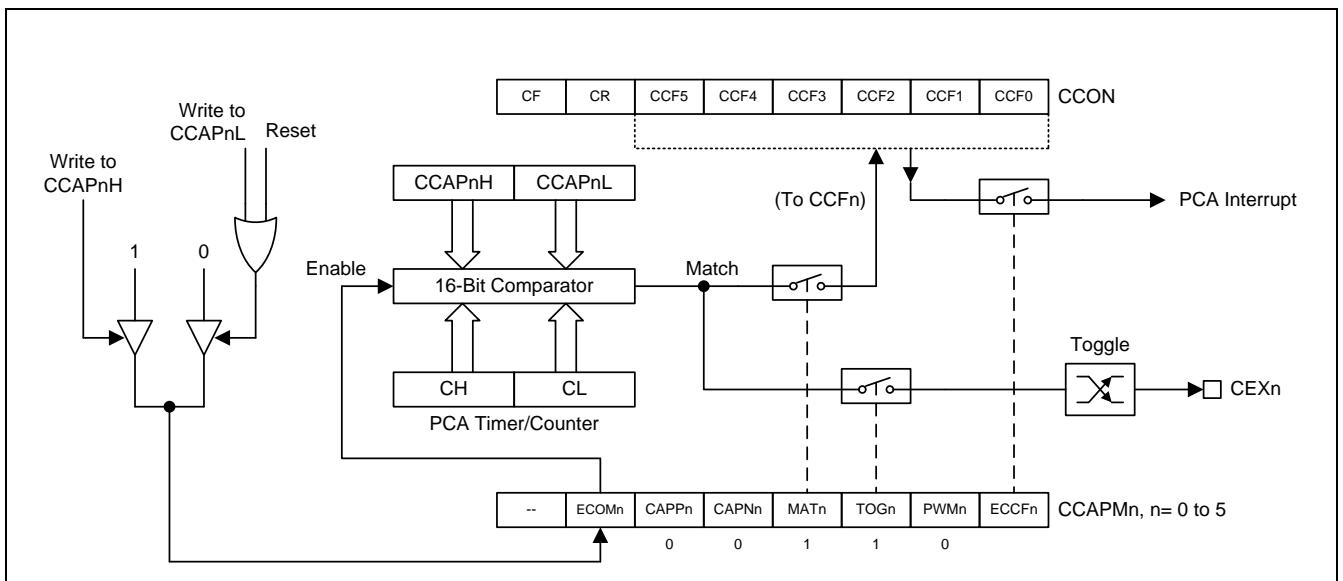 CF CR CCF5 CCF4 CCF3 CCF2 CCF1 CCF0 CCON
Write to
CCAPnL
Reset
Write to
CCAPnH
CCAPnH CCAPnL
(To CCFn)
PCA Interrupt
1 0
Enable
16-Bit Comparator
Match
Toggle
CH CL
CEXn
PCA Timer/Counter
-- ECOMn CAPPn CAPNn MATn TOGn PWMn ECCFn CCAPMn, n= 0 to 5
0 0 1 1 0